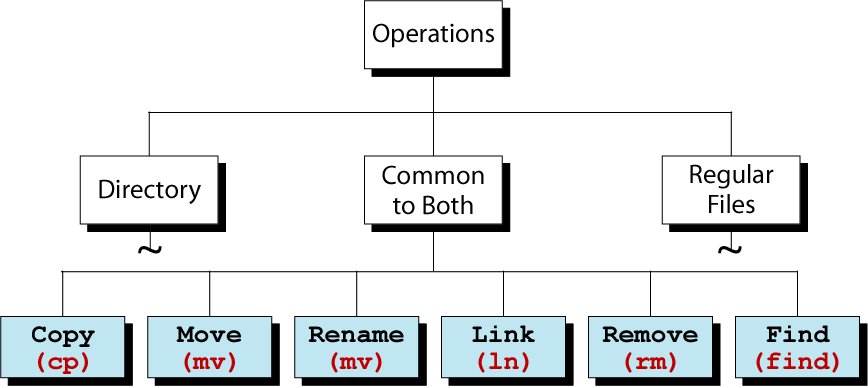 Operations
Directory
Common
to Both
Regular
Files
~
~
Copy
(cp)
Move
(mv)
Rename
(mv)
Link
(ln)
Remove
(rm)
Find
(find)